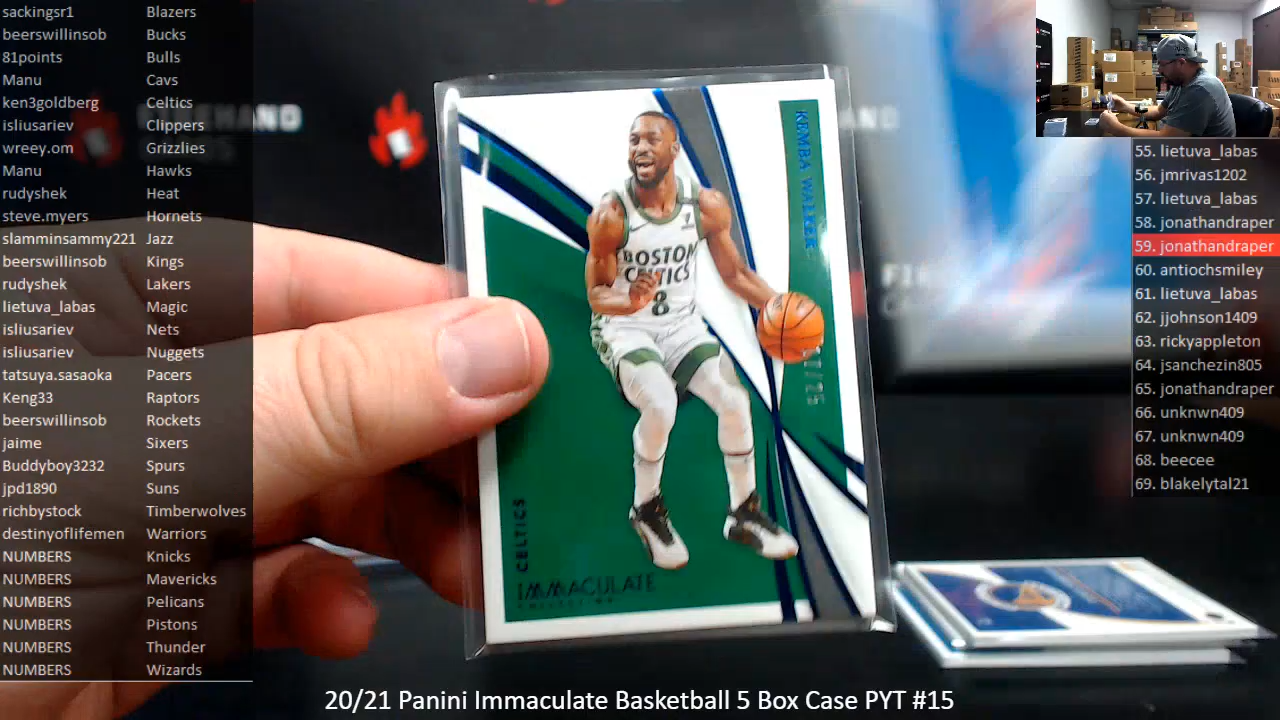 sackingsr1 Blazers
beerswillinsob Bucks
81points Bulls
Manu Cavs
ken3goldberg Celtics
isliusariev Clippers
wreey.om Grizzlies
Manu Hawks
rudyshek Heat
steve.myers Hornets
slamminsammy221 Jazz
beerswillinsob Kings
rudyshek Lakers
lietuva_labas Magic
isliusariev Nets
isliusariev Nuggets
tatsuya.sasaoka Pacers
Keng33 Raptors
beerswillinsob Rockets
jaime Sixers
Buddyboy3232 Spurs
jpd1890 Suns
richbystock Timberwolves
destinyoflifemen Warriors
NUMBERS Knicks
NUMBERS Mavericks
NUMBERS Pelicans
NUMBERS Pistons
NUMBERS Thunder
NUMBERS Wizards
KEMBA WALKER
BOSTON
CELTICS
8
/25
CELTICS
IMMACULATE
55. lietuva_labas
56. jmrivas1202
57. lietuva_labas
58. jonathandraper
59. jonathandraper
60. antiochsmiley
61. lietuva_labas
62. jjohnson1409
63. rickyappleton
64. jsanchezin805
65. jonathandraper
66. unknwn409
67. unknwn409
68. beecee
69. blakelytal21
20/21 Panini Immaculate Basketball 5 Box Case PYT #15